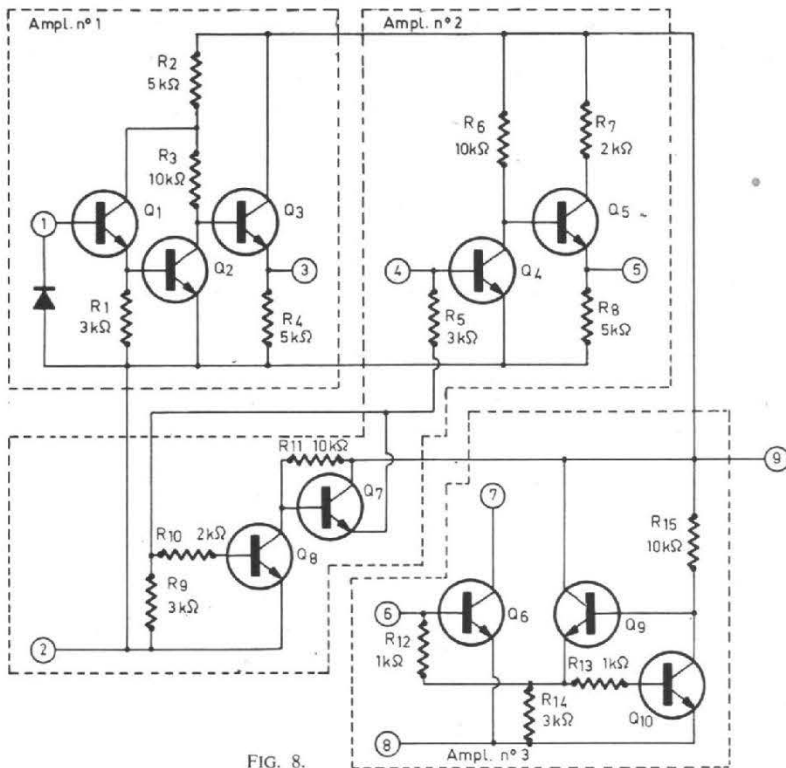 Ampl. nº 1
Ampl. nº 2
R2
5kΩ
R3
10kΩ
R6
10kΩ
R7
2kΩ
1
Q1
Q2
Q3
3
R1
3kΩ
R4
5kΩ
4
Q4
Q5
5
R5
3kΩ
R8
5kΩ
R11 10kΩ
Q7
9
7
R10 2kΩ
Q8
R9
3kΩ
R15
10kΩ
6
Q6
Q9
R12
1kΩ
R13 1kΩ
R14
3kΩ
Q10
2
8
FIG. 8.
Ampl. nº 3